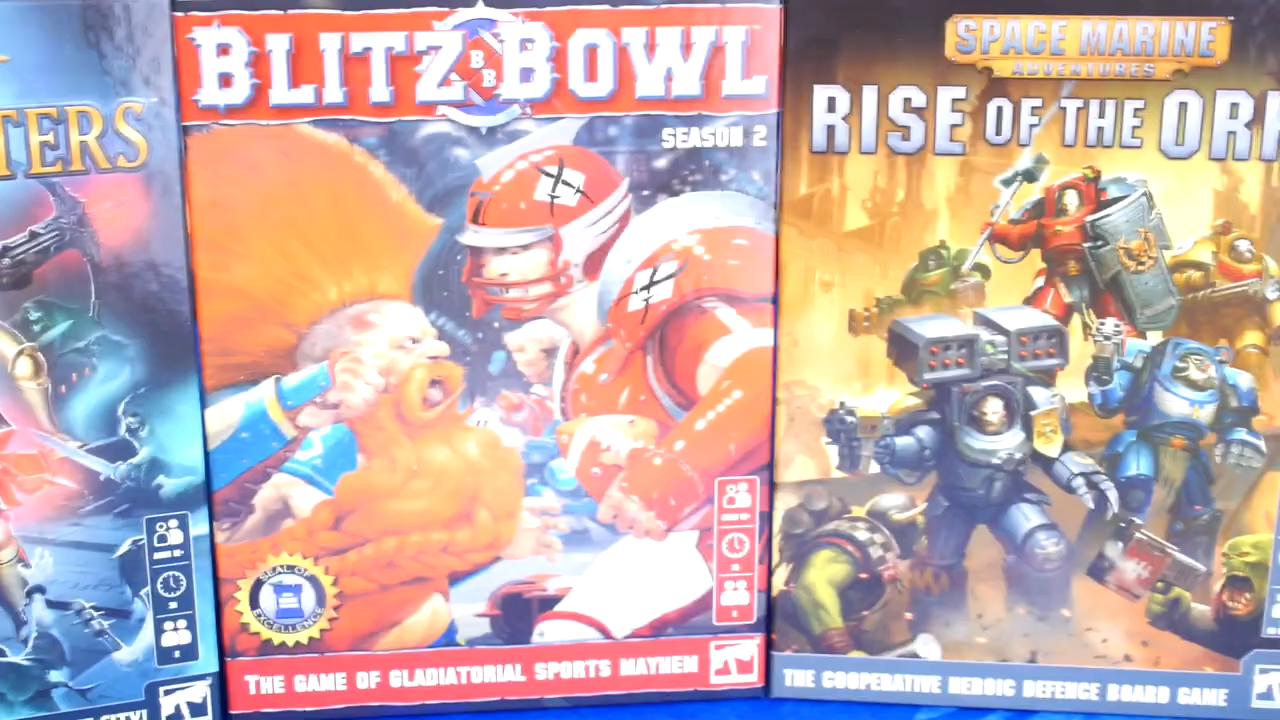 TERS
CITY!
BLITZ BOWL
BB
SEASON 2
SEAL OF
EXCELLENCE
THE GAME OF GLADIATORIAL SPORTS MAYHEM
SPACE MARINE
ADVENTURES
RISE OF THE OR
THE COOPERATIVE HEROIC DEFENCE BOARD GAME